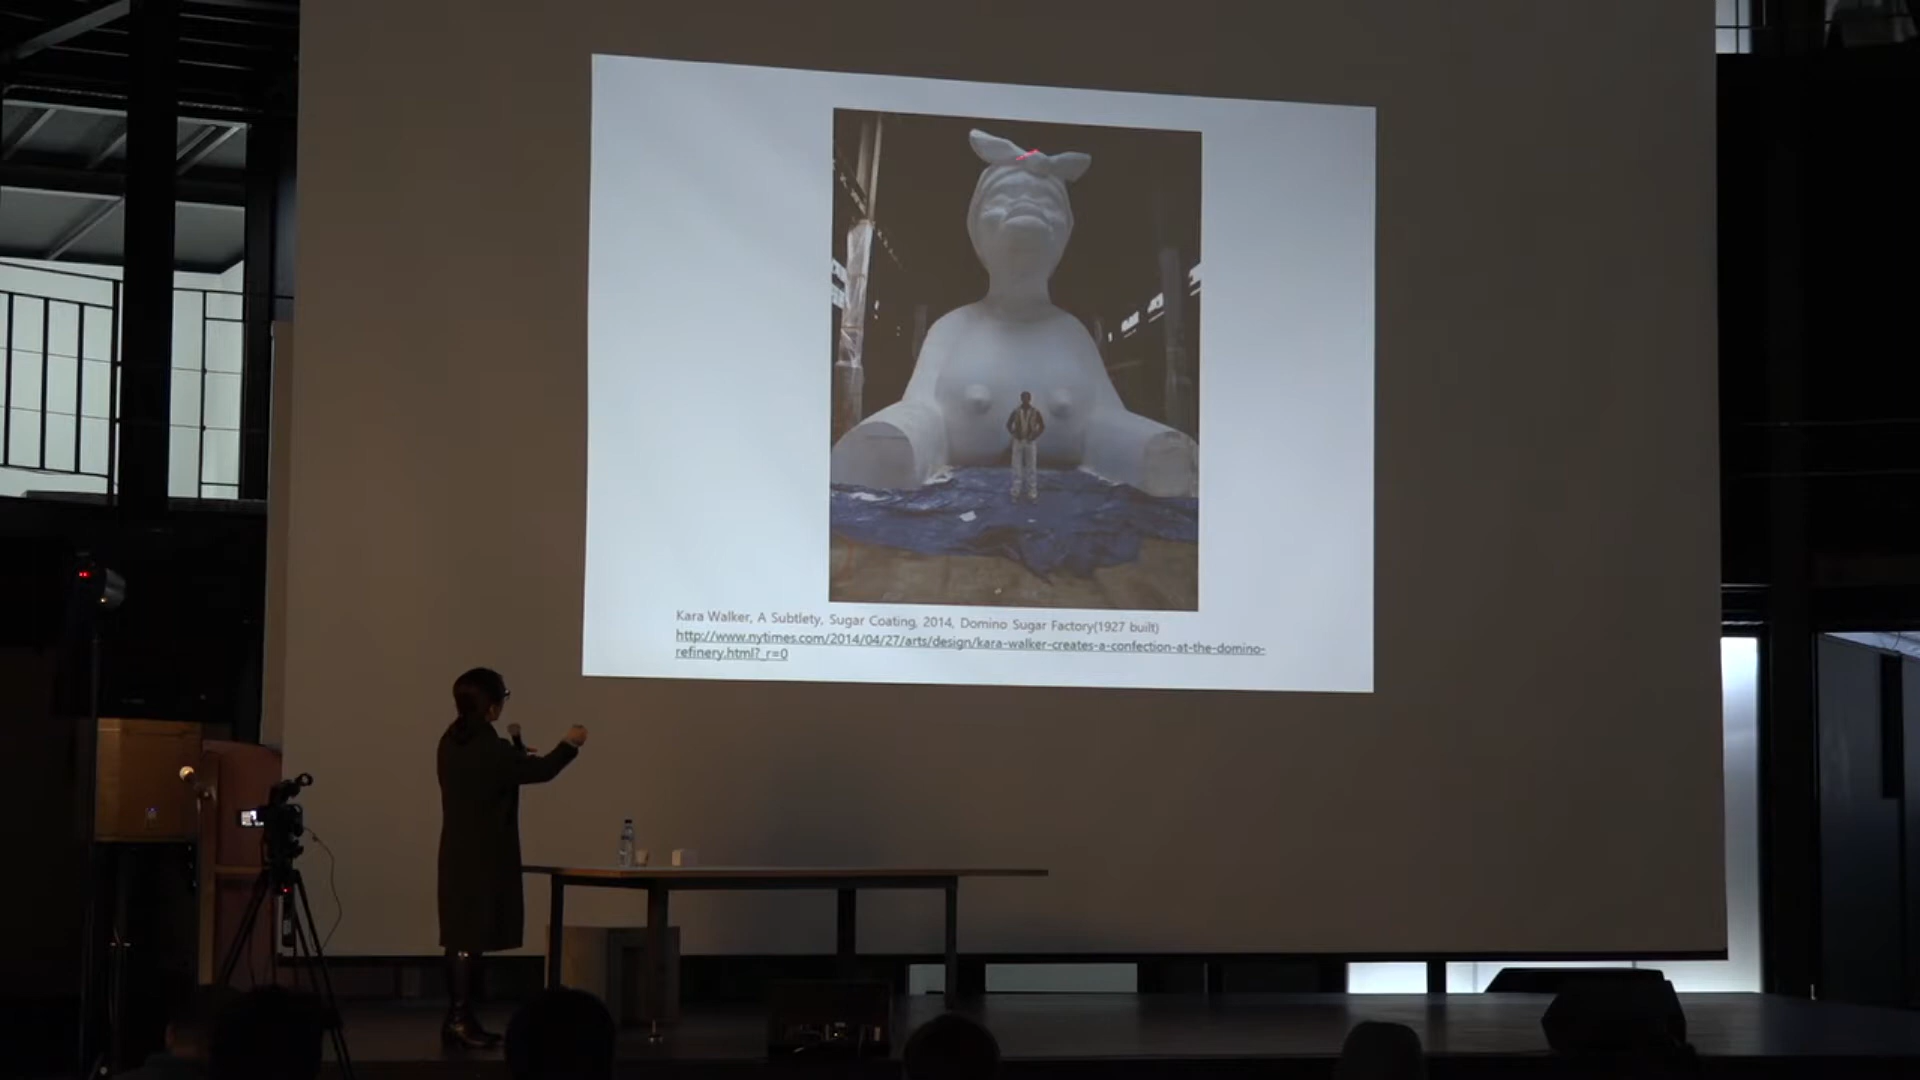 Kara Walker, A Subtlety, Sugar Coating, 2014, Domino Sugar Factory(1927 built)
http://www.nytimes.com/2014/04/27/arts/design/kara-walker-creates-a-confection-at-the-domino-
refinery.html?_r=0